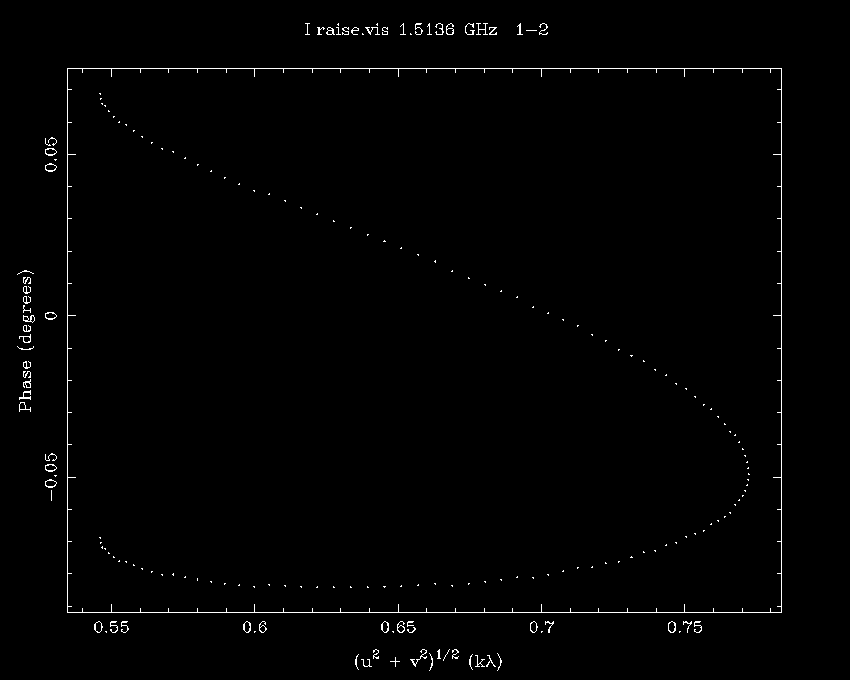 I raise.vis 1.5136 GHz 1−2
0.05
0
−0.05
Phase (degrees)
0.55 0.6 0.65 0.7 0.75
(u² + v²)^1/2 (kλ)